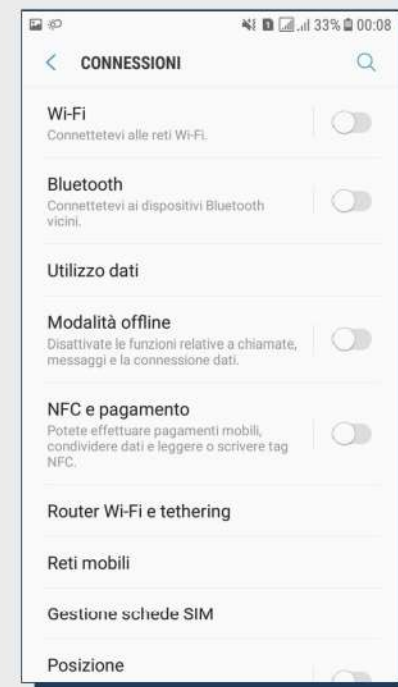 33% 00:08
CONNESSIONI
Wi-Fi
Connettetevi alle reti Wi-Fi.
Bluetooth
Connettetevi ai dispositivi Bluetooth
vicini.
Utilizzo dati
Modalità offline
Disattivate le funzioni relative a chiamate,
messaggi e la connessione dati.
NFC e pagamento
Potete effettuare pagamenti mobili,
condividere dati e leggere o scrivere tag
NFC.
Router Wi-Fi e tethering
Reti mobili
Gestione schede SIM
Posizione